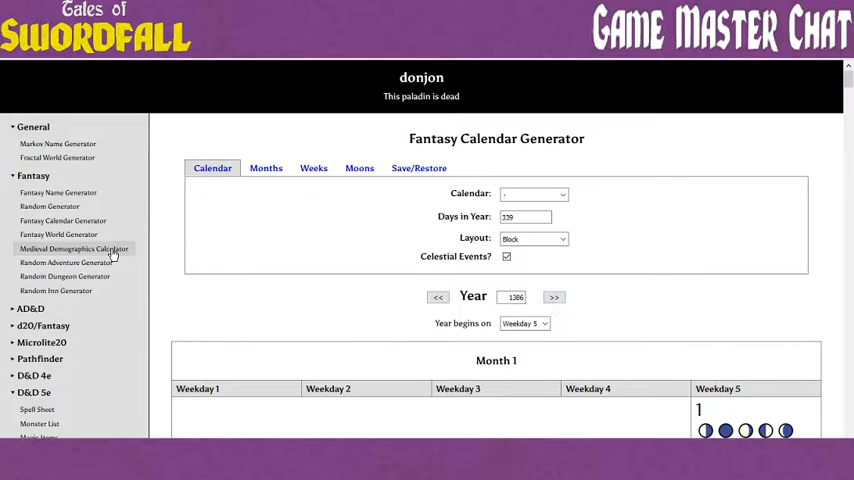 Tales of
SWORDFALL
GAME MASTER CHAT
donjon
This paladin is dead
General
Markov Name Generator
Fractal World Generator
Fantasy
Fantasy Name Generator
Random Generator
Fantasy Calendar Generator
Fantasy World Generator
Medieval Demographics Calculator
Random Adventure Generator
Random Dungeon Generator
Random Inn Generator
AD&D
d20/Fantasy
Microlite20
Pathfinder
D&D 4e
D&D 5e
Spell Sheet
Monster List
Magic Items
Fantasy Calendar Generator
Calendar Months Weeks Moons Save/Restore
Calendar: -
Days in Year: 339
Layout: Block
Celestial Events?
<< Year 1386 >>
Year begins on Weekday 5
Month 1
Weekday 1 Weekday 2 Weekday 3 Weekday 4 Weekday 5
1